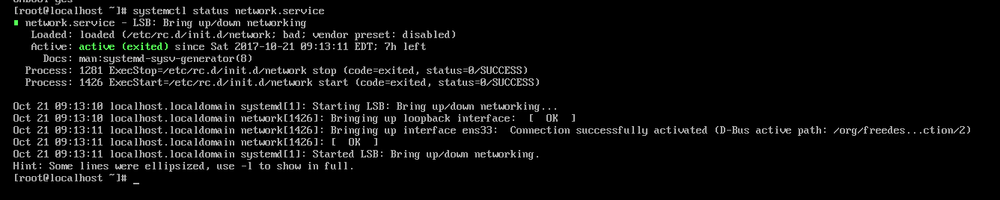 [root@localhost ~]# systemctl status network.service
network.service - LSB: Bring up/down networking
Loaded: loaded (/etc/rc.d/init.d/network; bad; vendor preset: disabled)
Active: active (exited) since Sat 2017-10-21 09:13:11 EDT; 7h left
Docs: man:systemd-sysv-generator(8)
Process: 1281 ExecStop=/etc/rc.d/init.d/network stop (code=exited, status=0/SUCCESS)
Process: 1426 ExecStart=/etc/rc.d/init.d/network start (code=exited, status=0/SUCCESS)
Oct 21 09:13:10 localhost.localdomain systemd[1]: Starting LSB: Bring up/down networking...
Oct 21 09:13:10 localhost.localdomain network[1426]: Bringing up loopback interface:  [  OK  ]
Oct 21 09:13:11 localhost.localdomain network[1426]: Bringing up interface ens33:  Connection successfully activated (D-Bus active path: /org/freedes...ction/2)
Oct 21 09:13:11 localhost.localdomain network[1426]: [  OK  ]
Oct 21 09:13:11 localhost.localdomain systemd[1]: Started LSB: Bring up/down networking.
Hint: Some lines were ellipsized, use -l to show in full.
[root@localhost ~]# _